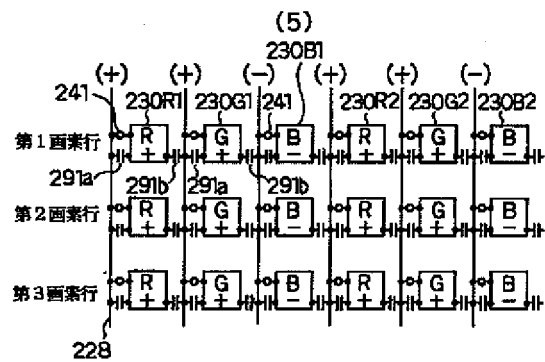 (5)
230B1
(+) (+) (-) (+) (+) (-)
241 230R1 230G1 241 230R2 230G2 230B2
第1画素行 R + G + B - R + G + B -
291a 291b 291a 291b
第2画素行 R + G + B - R + G + B -
第3画素行 R + G + B - R + G + B -
228